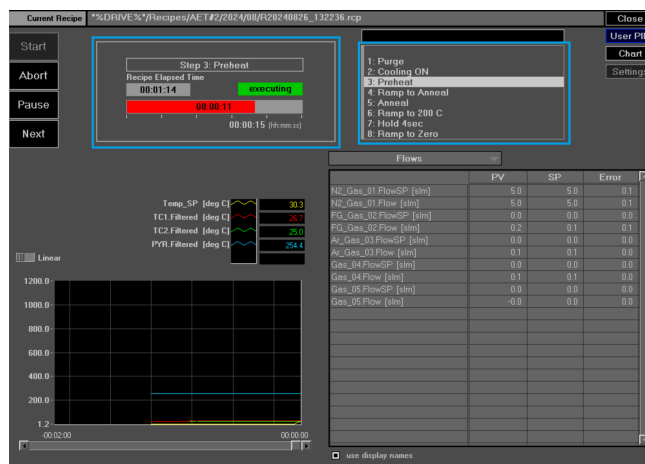 Current Recipe *%DRIVE%*/Recipes/AET#2/2024/08/R20240826_132236.rcp Close
User
Start
Chart
Abort
Pause
Next
Step 3: Preheat
Recipe Elapsed Time
00:01:14 executing
00:00:11
00:00:15 (hh:mm:ss)
1: Purge
2: Cooling ON
3: Preheat
4: Ramp to Anneal
5: Anneal
6: Ramp to 200 C
7: Hold 4sec
8: Ramp to Zero
Flows
PV SP Error
N2_Gas_01.FlowSP [slm] 5.0 5.0 0.1
N2_Gas_01.Flow [slm] 5.0 5.0 0.1
FG_Gas_02.FlowSP [slm] 0.0 0.0 0.0
FG_Gas_02.Flow [slm] 0.2 0.1 0.1
Ar_Gas_03.FlowSP [slm] 0.0 0.0 0.0
Ar_Gas_03.Flow [slm] 0.1 0.1 0.0
Gas_04.FlowSP [slm] 0.0 0.0 0.0
Gas_04.Flow [slm] 0.1 0.1 0.0
Gas_05.FlowSP [slm] 0.0 0.0 0.0
Gas_05.Flow [slm] -0.0 0.0 0.0
Temp_SP [deg C] 30.3
TC1.Filtered [deg C] 26.7
TC2.Filtered [deg C] 25.0
PYR.Filtered [deg C] 254.4
Linear
1200.0
1000.0
800.0
600.0
400.0
200.0
1.2
-00:02:00 00:00:00
use display names